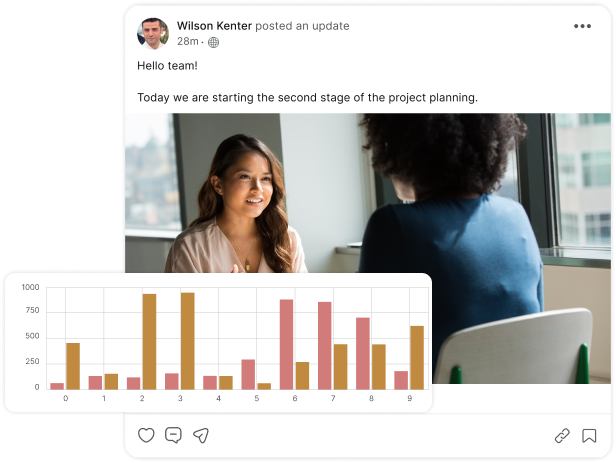 Wilson Kenter posted an update
28m ·
Hello team!
Today we are starting the second stage of the project planning.
1000
750
500
250
0
0 1 2 3 4 5 6 7 8 9